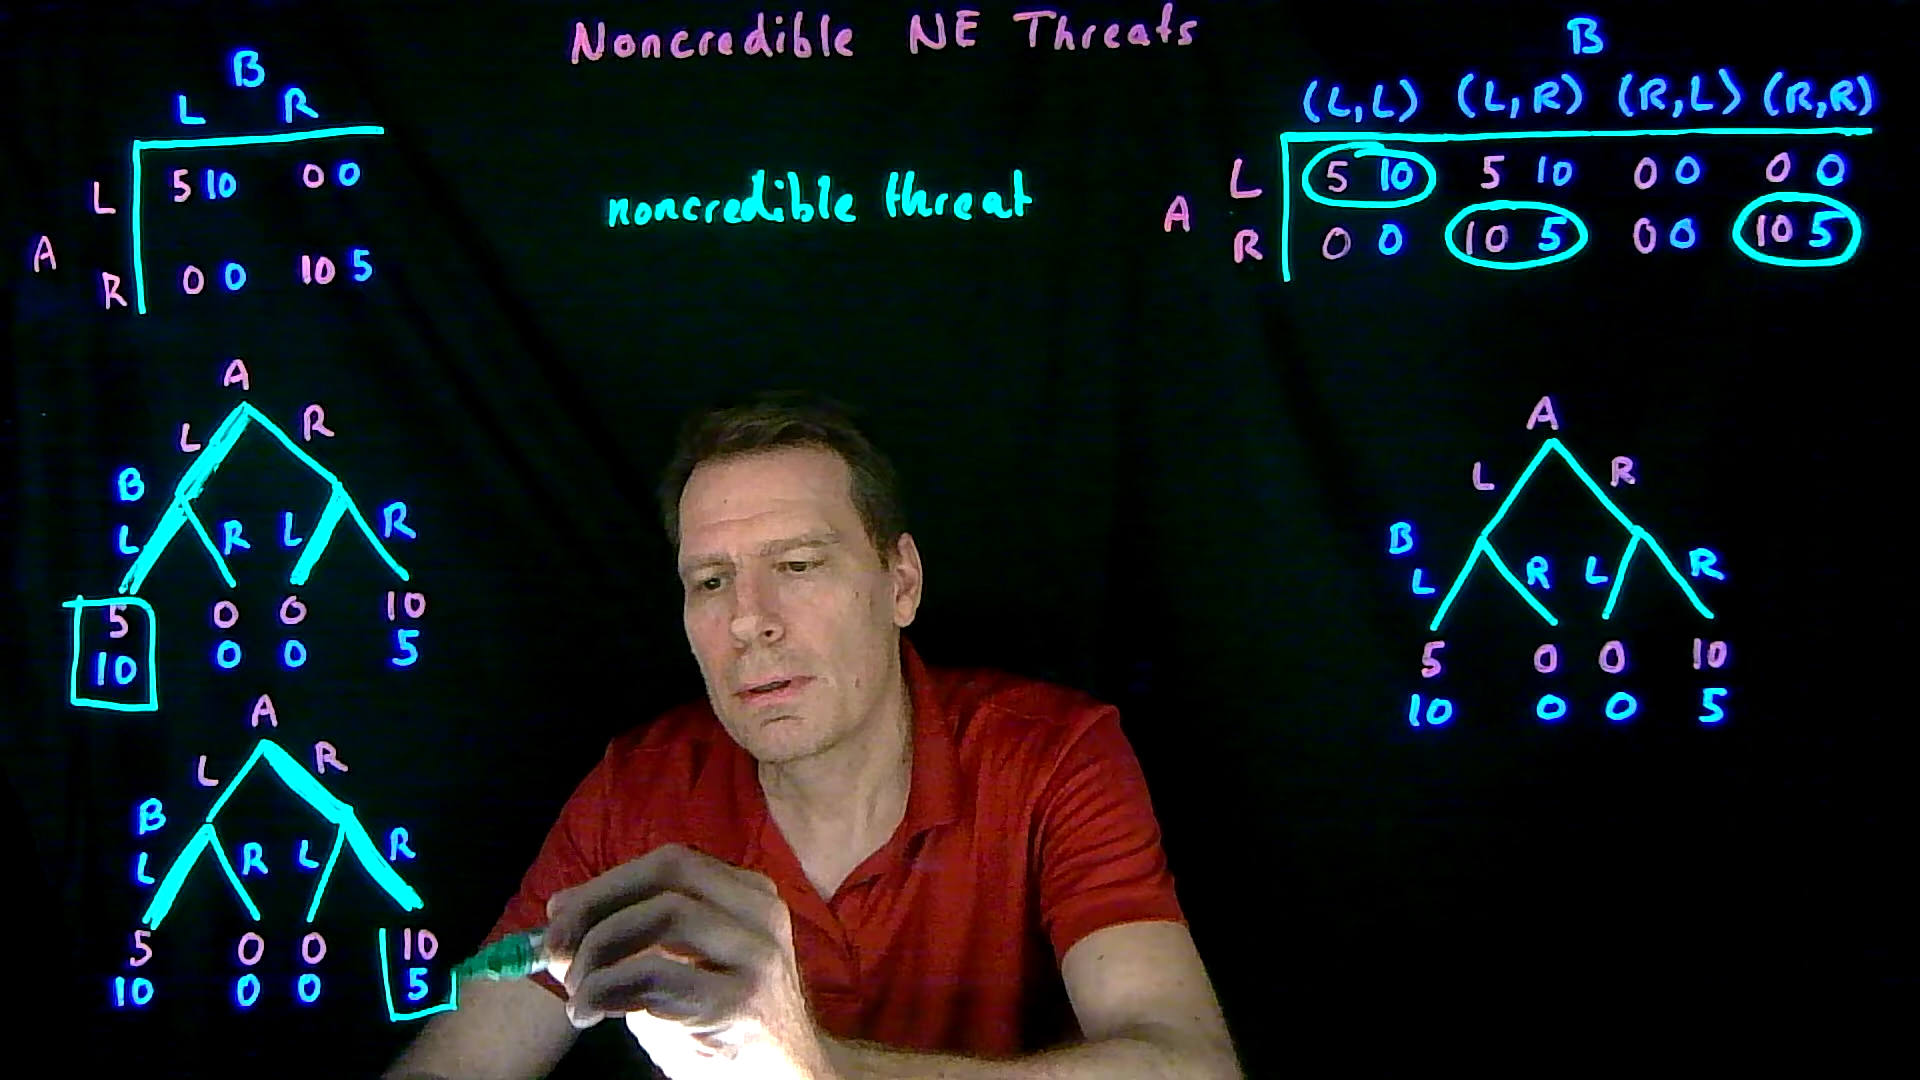 Noncredible NE Threats
B
L R
A
L 5 10 0 0
R 0 0 10 5
noncredible threat
B
(L,L) (L,R) (R,L) (R,R)
A
L 5 10 5 10 0 0 0 0
R 0 0 10 5 0 0 10 5
A
L R
B
L R L R
5 0 0 10
10 0 0 5
A
L R
B
L R L R
5 0 0 10
10 0 0 5
A
L R
B
L R L R
5 0 0 10
10 0 0 5